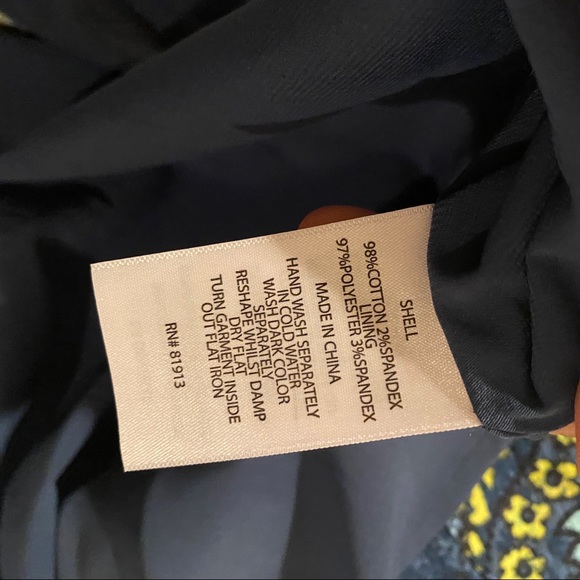 SHELL
98%COTTON 2%SPANDEX
LINING
97%POLYESTER 3%SPANDEX
MADE IN CHINA
HAND WASH SEPARATELY
IN COLD WATER
WASH DARK COLOR
SEPARATELY
RESHAPE WHILST DAMP
DRY FLAT
TURN GARMENT INSIDE
OUT FLAT IRON
RN# 81913